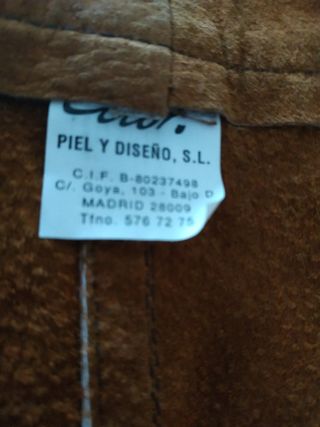 PIEL Y DISEÑO, S.L.
C.I.F. B-80237498
C/. Goya, 103 - Bajo
MADRID 28009
Tfno. 576 72 75